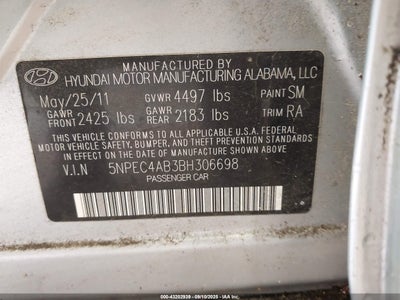 MANUFACTURED BY
HYUNDAI MOTOR MANUFACTURING ALABAMA, LLC
May/25/11 GVWR 4497 lbs PAINT SM
GAWR FRONT 2425 lbs GAWR REAR 2183 lbs TRIM RA
THIS VEHICLE CONFORMS TO ALL APPLICABLE U.S.A. FEDERAL
MOTOR VEHICLE SAFETY, BUMPER, AND THEFT PREVENTION
STANDARDS IN EFFECT ON THE DATE OF MANUFACTURE SHOWN ABOVE.
V.I.N 5NPEC4AB3BH306698
PASSENGER CAR
000-43202939 - 09/10/2025 - IAA Inc.